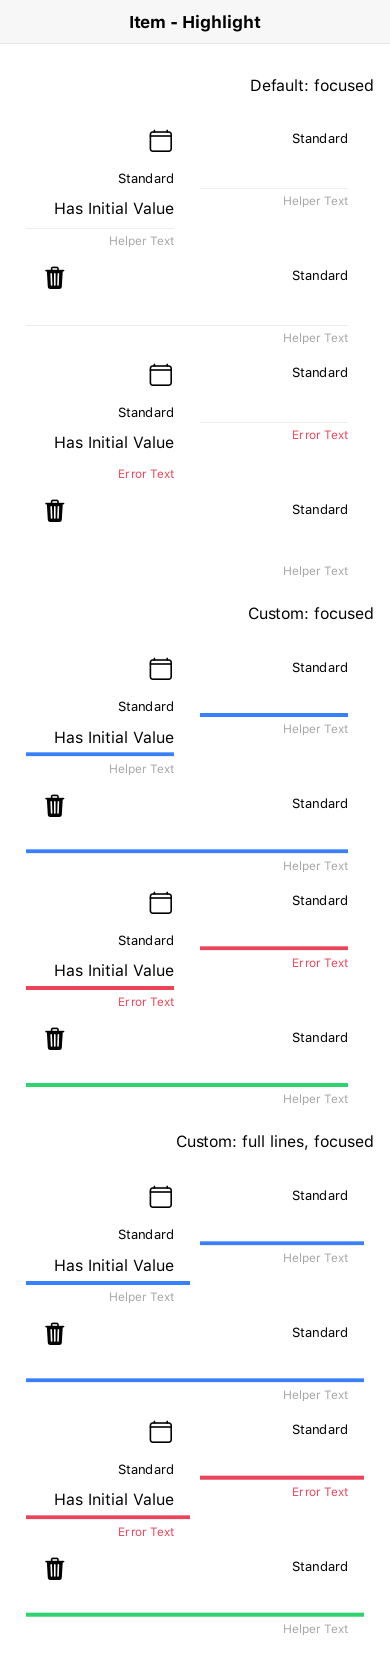 Item - Highlight
Default: focused
Standard
Standard
Has Initial Value
Helper Text
Helper Text
Standard
Helper Text
Standard
Standard
Has Initial Value
Error Text
Error Text
Standard
Helper Text
Custom: focused
Standard
Standard
Has Initial Value
Helper Text
Helper Text
Standard
Helper Text
Standard
Standard
Has Initial Value
Error Text
Error Text
Standard
Helper Text
Custom: full lines, focused
Standard
Standard
Has Initial Value
Helper Text
Helper Text
Standard
Helper Text
Standard
Standard
Has Initial Value
Error Text
Error Text
Standard
Helper Text